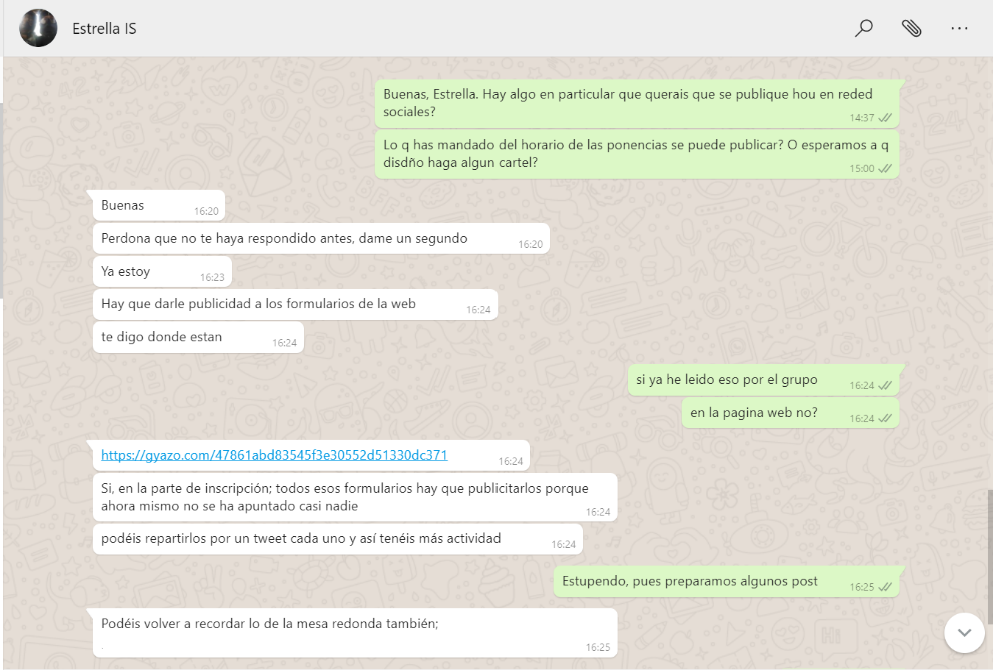 Estrella IS
Buenas, Estrella. Hay algo en particular que querais que se publique hou en reded
sociales?
14:37
Lo q has mandado del horario de las ponencias se puede publicar? O esperamos a q
disdño haga algun cartel?
15:00
Buenas
16:20
Perdona que no te haya respondido antes, dame un segundo
16:20
Ya estoy
16:23
Hay que darle publicidad a los formularios de la web
16:24
te digo donde estan
16:24
si ya he leido eso por el grupo
16:24
en la pagina web no?
16:24
https://gyazo.com/47861abd83545f3e30552d51330dc371
16:24
Si, en la parte de inscripción; todos esos formularios hay que publicitarlos porque
ahora mismo no se ha apuntado casi nadie
16:24
podéis repartirlos por un tweet cada uno y así tenéis más actividad
16:24
Estupendo, pues preparamos algunos post
16:25
Podéis volver a recordar lo de la mesa redonda también;
.
16:25